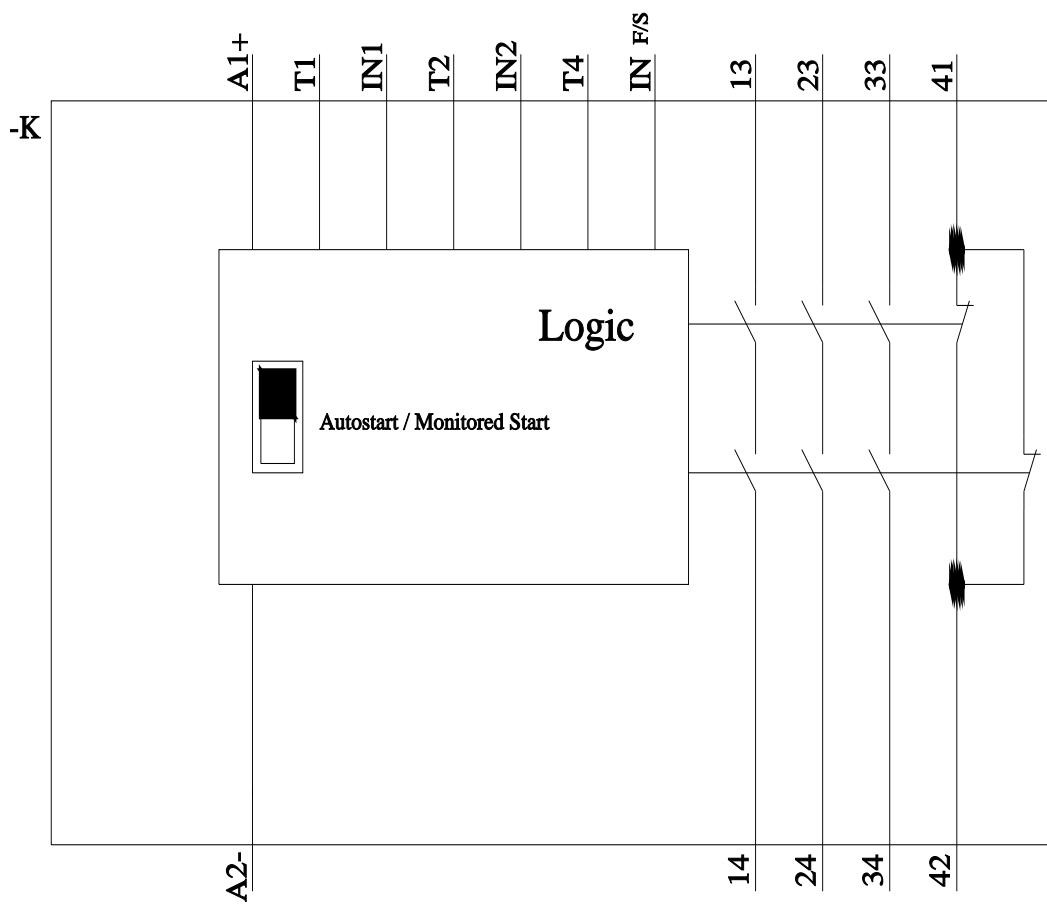 A1+
T1
IN1
T2
IN2
T4
IN F/S
13
23
33
41
-K
Logic
Autostart / Monitored Start
A2-
14
24
34
42